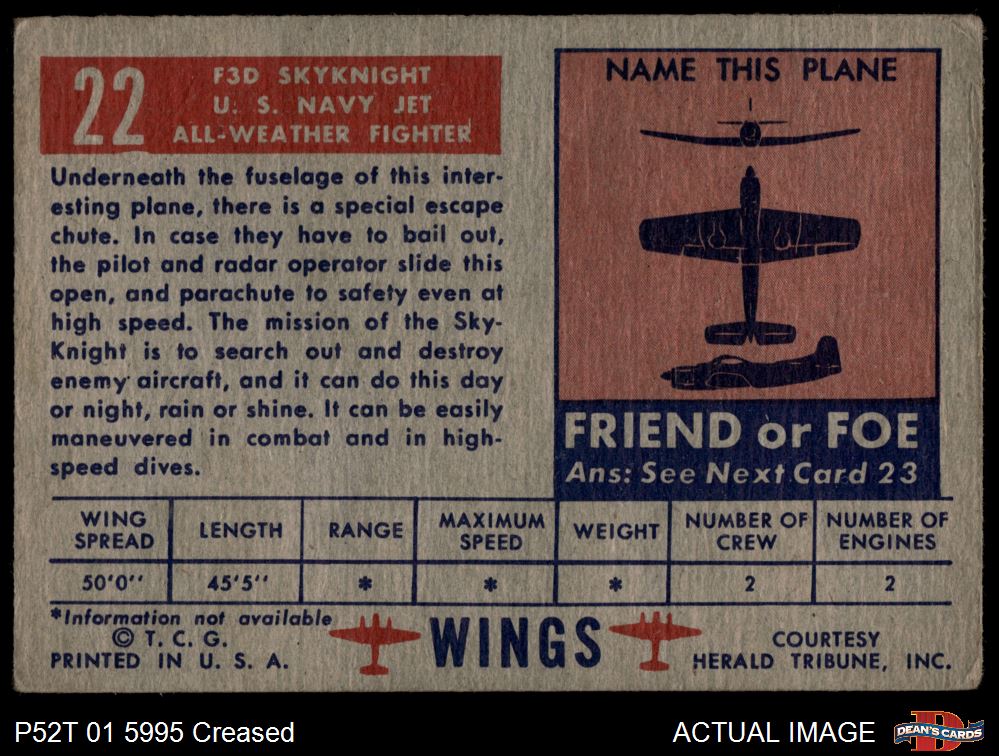 22
F3D SKYKNIGHT
U. S. NAVY JET
ALL-WEATHER FIGHTER
Underneath the fuselage of this inter-
esting plane, there is a special escape
chute. In case they have to bail out,
the pilot and radar operator slide this
open, and parachute to safety even at
high speed. The mission of the Sky-
Knight is to search out and destroy
enemy aircraft, and it can do this day
or night, rain or shine. It can be easily
maneuvered in combat and in high-
speed dives.
NAME THIS PLANE
FRIEND or FOE
Ans: See Next Card 23
WING SPREAD LENGTH RANGE MAXIMUM SPEED WEIGHT NUMBER OF CREW NUMBER OF ENGINES
50'0'' 45'5'' * * * 2 2
*Information not available
© T. C. G.
PRINTED IN U. S. A.
WINGS
COURTESY
HERALD TRIBUNE, INC.
P52T 01 5995 Creased
ACTUAL IMAGE
D
DEAN'S CARDS